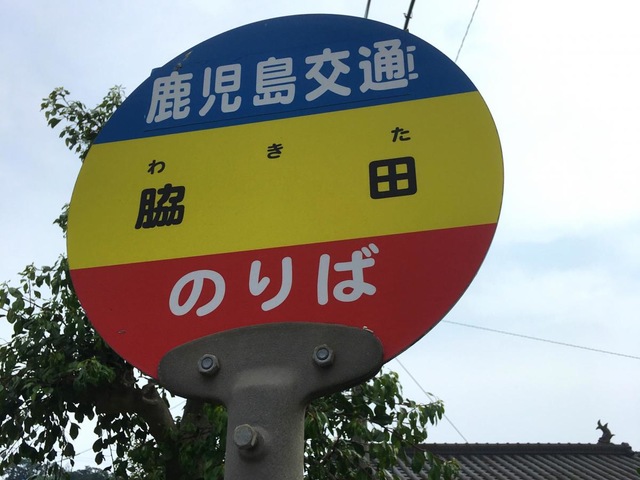 鹿児島交通
わきた
脇田
のりば